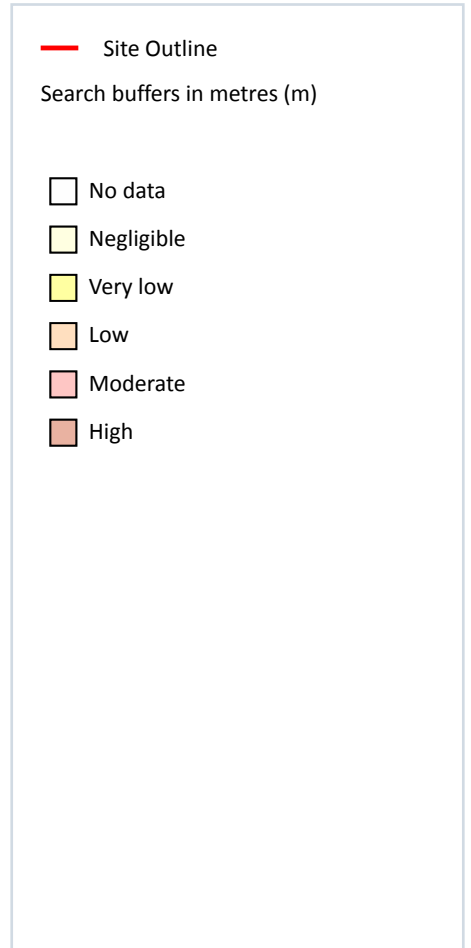 Site Outline
Search buffers in metres (m)
No data
Negligible
Very low
Low
Moderate
High